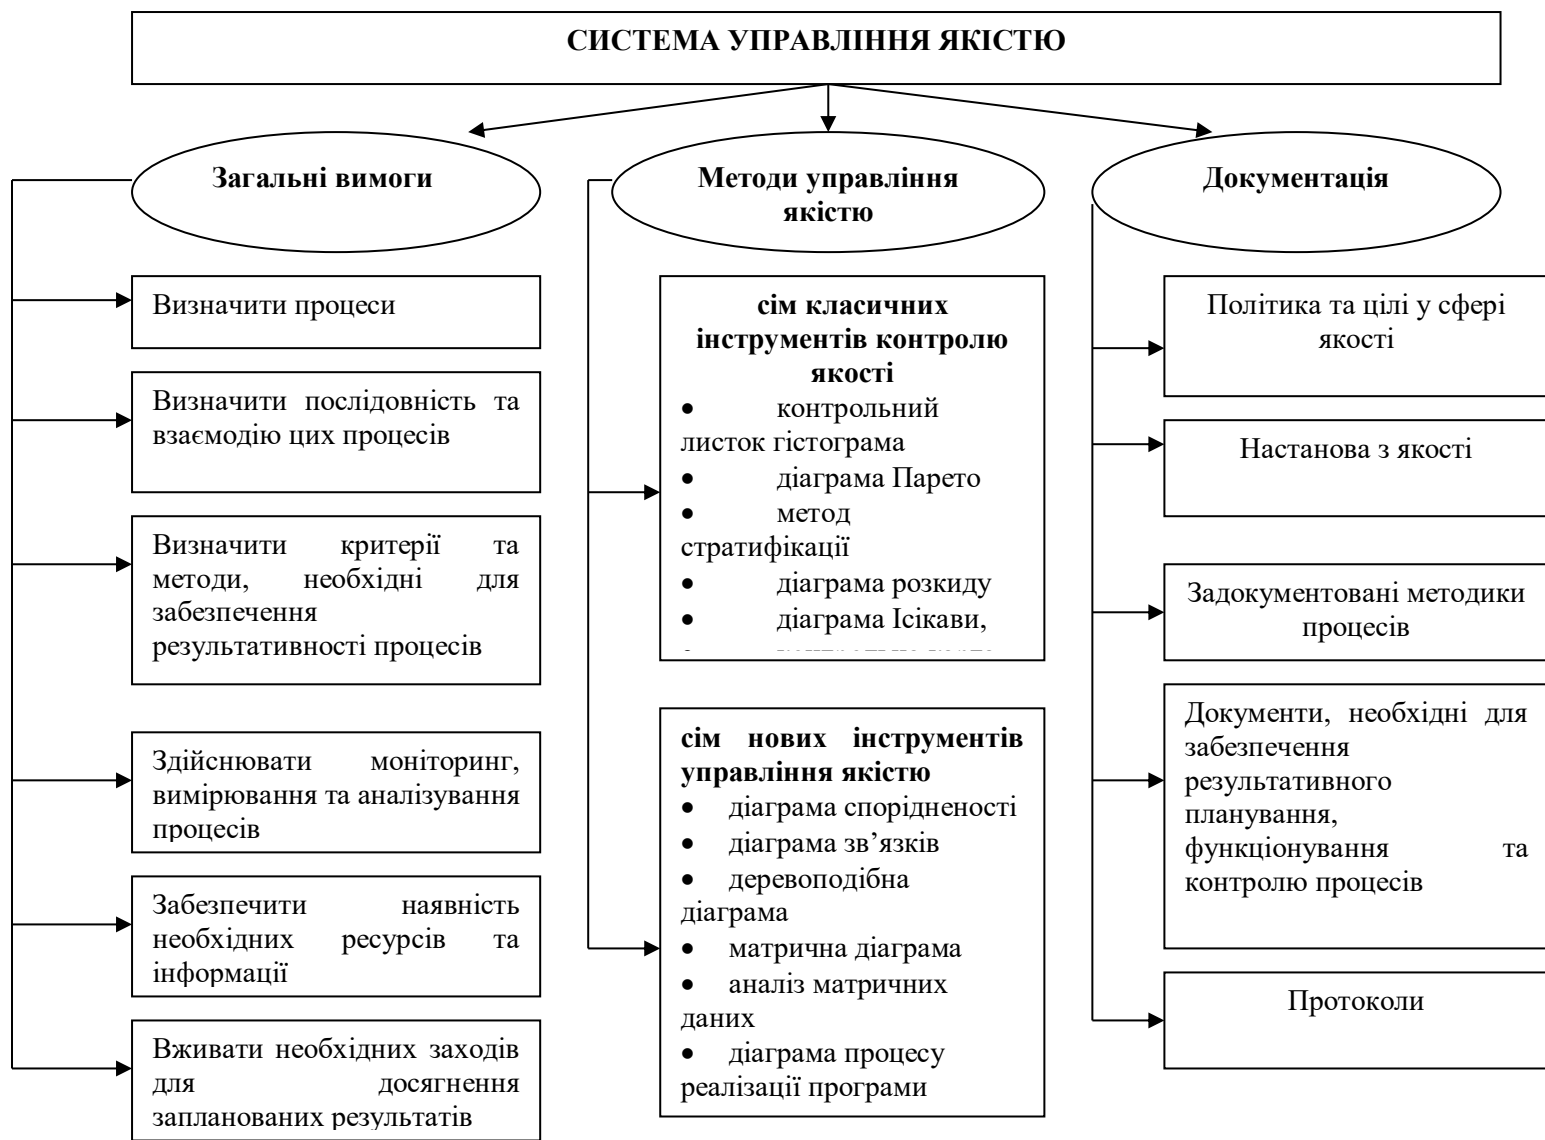 СИСТЕМА УПРАВЛІННЯ ЯКІСТЮ
Загальні вимоги
Визначити процеси
Визначити послідовність та
взаємодію цих процесів
Визначити критерії та
методи, необхідні для
забезпечення
результативності процесів
Здійснювати моніторинг,
вимірювання та аналізування
процесів
Забезпечити наявність
необхідних ресурсів та
інформації
Вживати необхідних заходів
для досягнення
запланованих результатів
Методи управління
якістю
сім класичних
інструментів контролю
якості
• контрольний
листок гістограма
• діаграма Парето
• метод
стратифікації
• діаграма розкиду
• діаграма Ісікави,
сім нових інструментів
управління якістю
• діаграма спорідненості
• діаграма зв’язків
• деревоподібна
діаграма
• матрична діаграма
• аналіз матричних
даних
• діаграма процесу
реалізації програми
Документація
Політика та цілі у сфері
якості
Настанова з якості
Задокументовані методики
процесів
Документи, необхідні для
забезпечення
результативного
планування,
функціонування та
контролю процесів
Протоколи